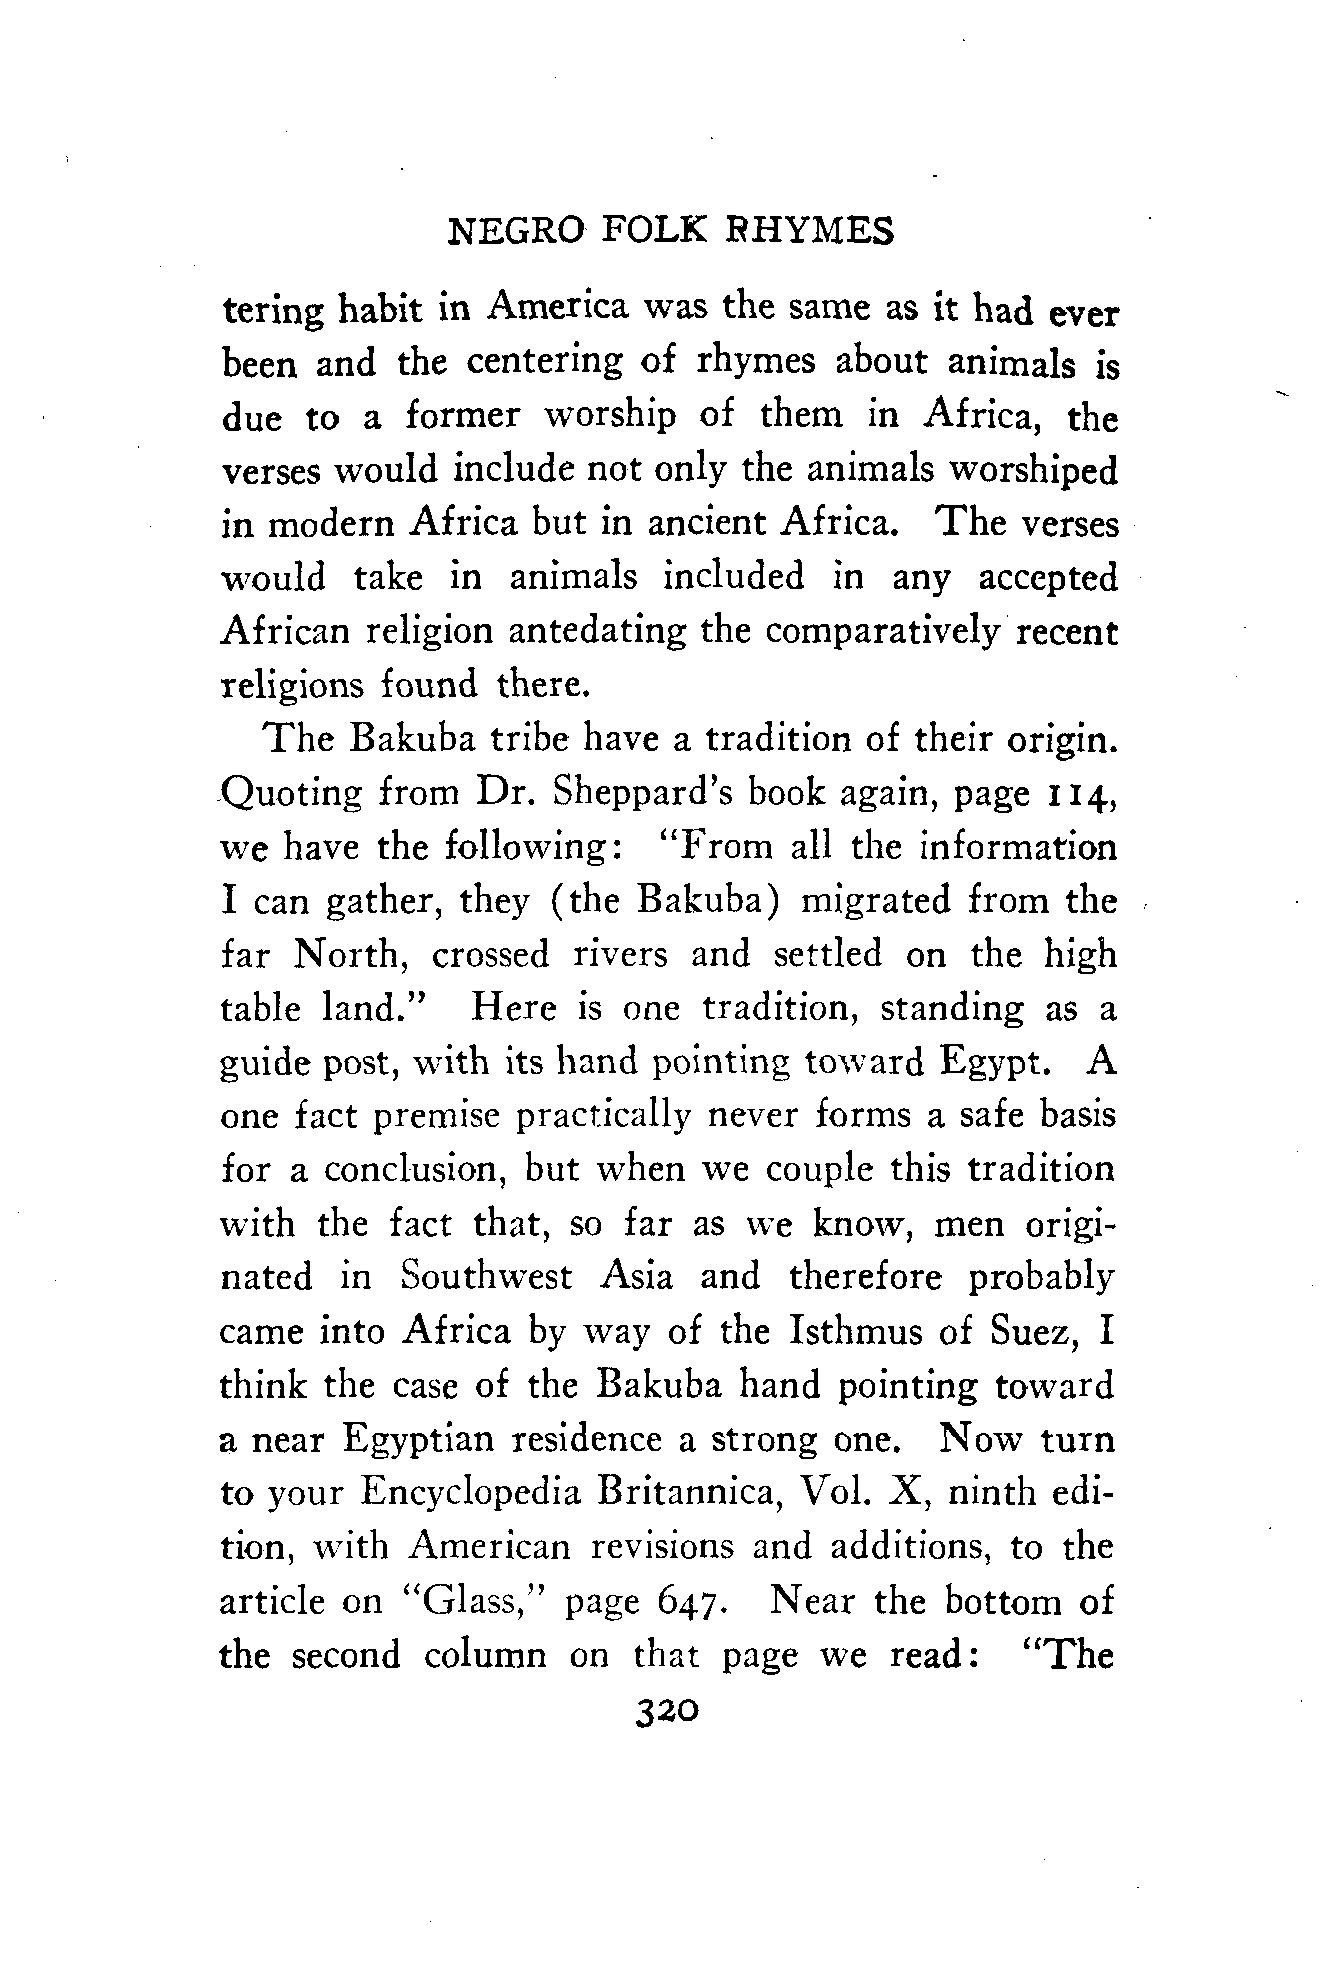 NEGRO FOLK RHYMES
tering habit in America was the same as it had ever
been and the centering of rhymes about animals is
due to a former worship of them in Africa, the
verses would include not only the animals worshiped
in modern Africa but in ancient Africa. The verses
would take in animals included in any accepted
African religion antedating the comparatively recent
religions found there.
The Bakuba tribe have a tradition of their origin.
Quoting from Dr. Sheppard's book again, page 114,
we have the following: "From all the information
I can gather, they (the Bakuba) migrated from the
far North, crossed rivers and settled on the high
table land." Here is one tradition, standing as a
guide post, with its hand pointing toward Egypt. A
one fact premise practically never forms a safe basis
for a conclusion, but when we couple this tradition
with the fact that, so far as we know, men origi-
nated in Southwest Asia and therefore probably
came into Africa by way of the Isthmus of Suez, I
think the case of the Bakuba hand pointing toward
a near Egyptian residence a strong one. Now turn
to your Encyclopedia Britannica, Vol. X, ninth edi-
tion, with American revisions and additions, to the
article on "Glass," page 647. Near the bottom of
the second column on that page we read: "The
320